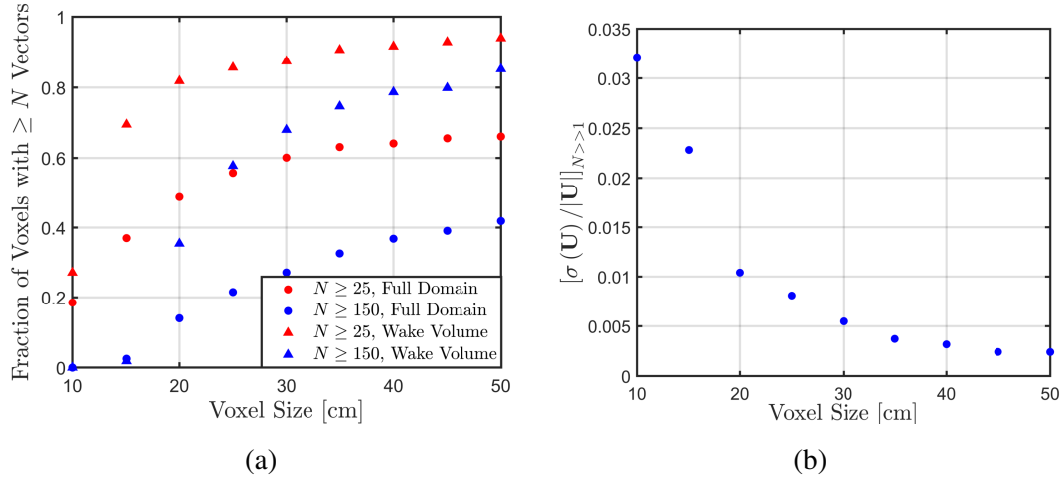 Fraction of Voxels with ≥ N Vectors
1
0.8
0.6
0.4
0.2
0
10
20
30
40
50
Voxel Size [cm]
N ≥ 25, Full Domain
N ≥ 150, Full Domain
N ≥ 25, Wake Volume
N ≥ 150, Wake Volume
(a)
[σ (U) /|U|]N>>1
0.035
0.03
0.025
0.02
0.015
0.01
0.005
0
10
20
30
40
50
Voxel Size [cm]
(b)